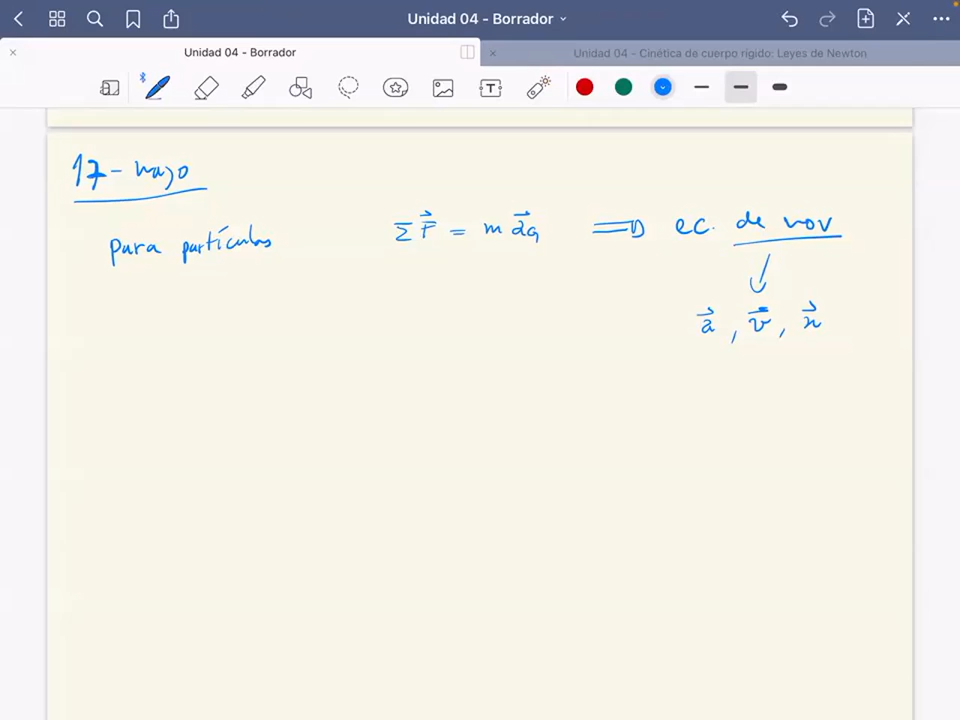 Unidad 04 - Borrador
Unidad 04 - Borrador
Unidad 04 - Cinética de cuerpo rígido: Leyes de Newton
17 - mayo
para partículas
Σ F⃗ = m a⃗G ⟹ ec. de mov
a⃗ , v⃗ , x⃗